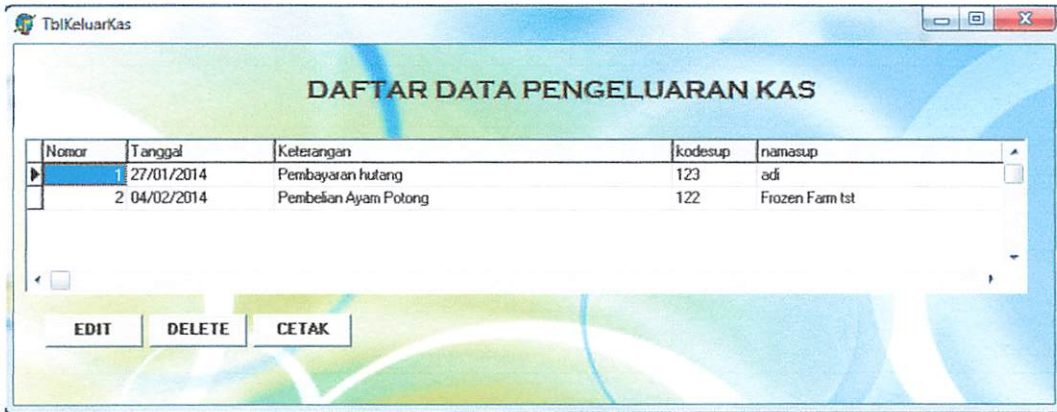 TblKeluarKas
DAFTAR DATA PENGELUARAN KAS
Nomor Tanggal Keterangan kodesup namasup
1 27/01/2014 Pembayaran hutang 123 adi
2 04/02/2014 Pembelian Ayam Potong 122 Frozen Farm tst
EDIT DELETE CETAK